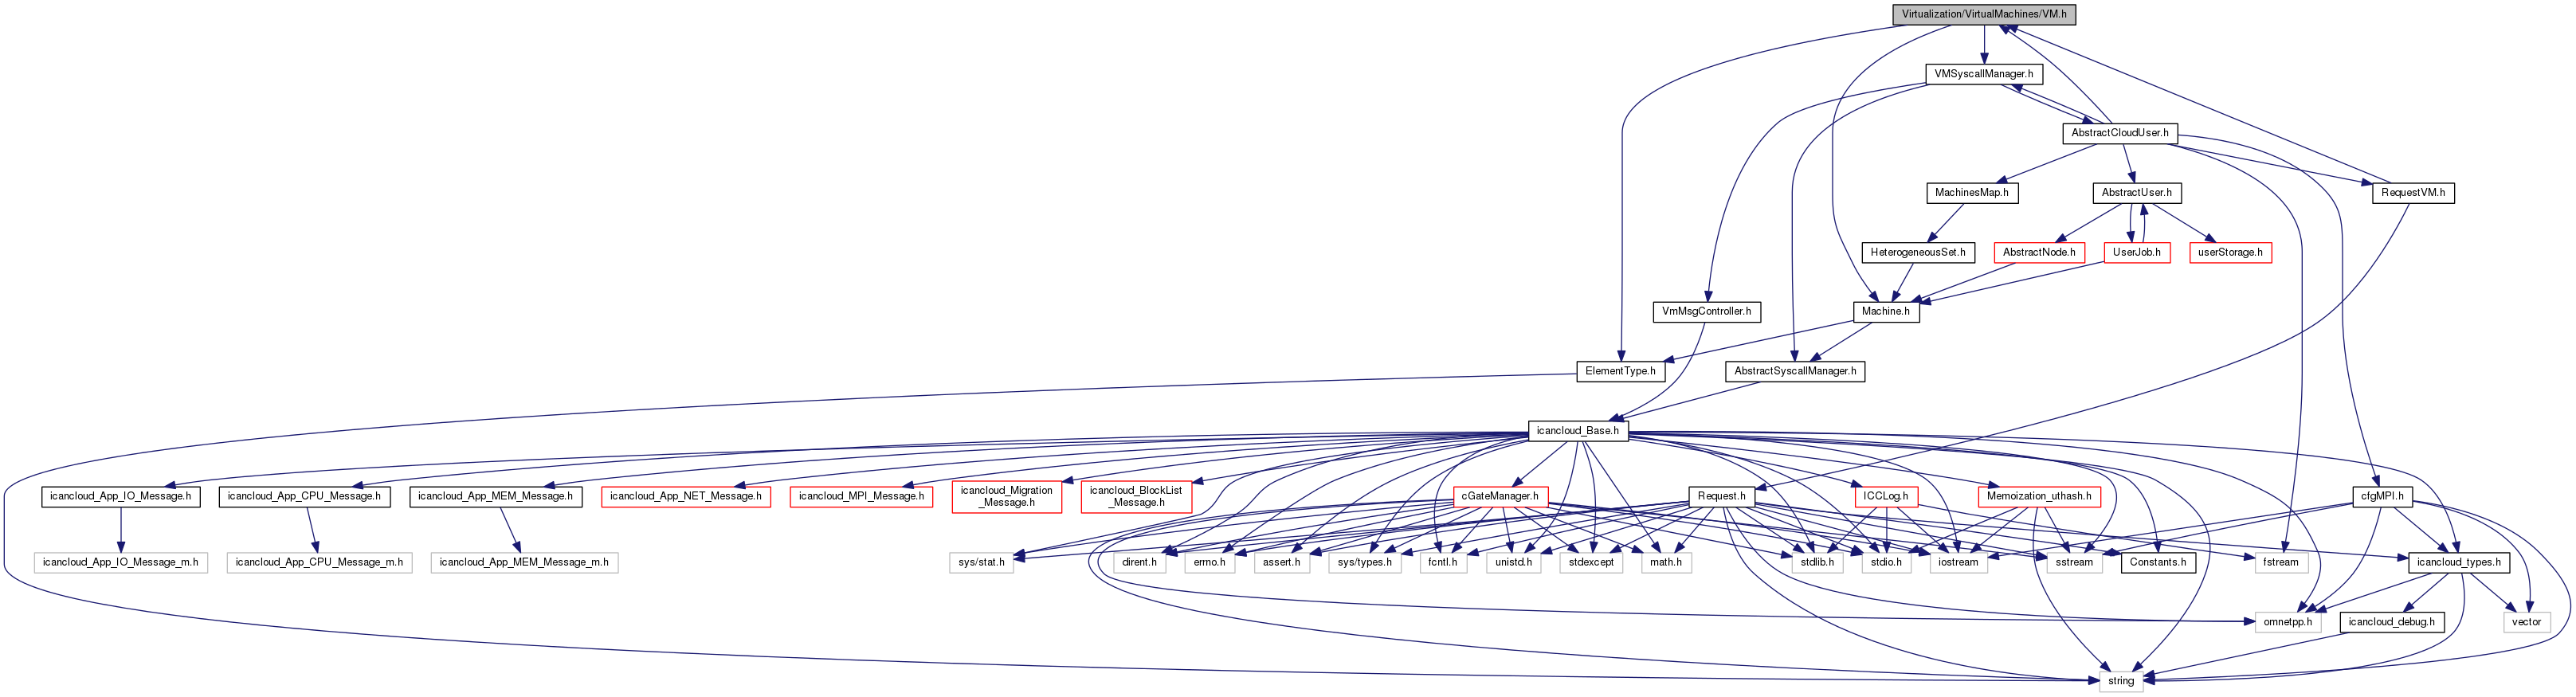 Virtualization/VirtualMachines/VM.h
VMSyscallManager.h
AbstractCloudUser.h
MachinesMap.h
AbstractUser.h
RequestVM.h
HeterogeneousSet.h
AbstractNode.h
UserJob.h
userStorage.h
VmMsgController.h
Machine.h
ElementType.h
AbstractSyscallManager.h
icancloud_Base.h
icancloud_App_IO_Message.h
icancloud_App_CPU_Message.h
icancloud_App_MEM_Message.h
icancloud_App_NET_Message.h
icancloud_MPI_Message.h
icancloud_Migration
_Message.h
icancloud_BlockList
_Message.h
cGateManager.h
Request.h
ICCLog.h
Memoization_uthash.h
cfgMPI.h
icancloud_App_IO_Message_m.h
icancloud_App_CPU_Message_m.h
icancloud_App_MEM_Message_m.h
sys/stat.h
dirent.h
errno.h
assert.h
sys/types.h
fcntl.h
unistd.h
stdexcept
math.h
stdlib.h
stdio.h
iostream
sstream
Constants.h
fstream
icancloud_types.h
omnetpp.h
icancloud_debug.h
vector
string